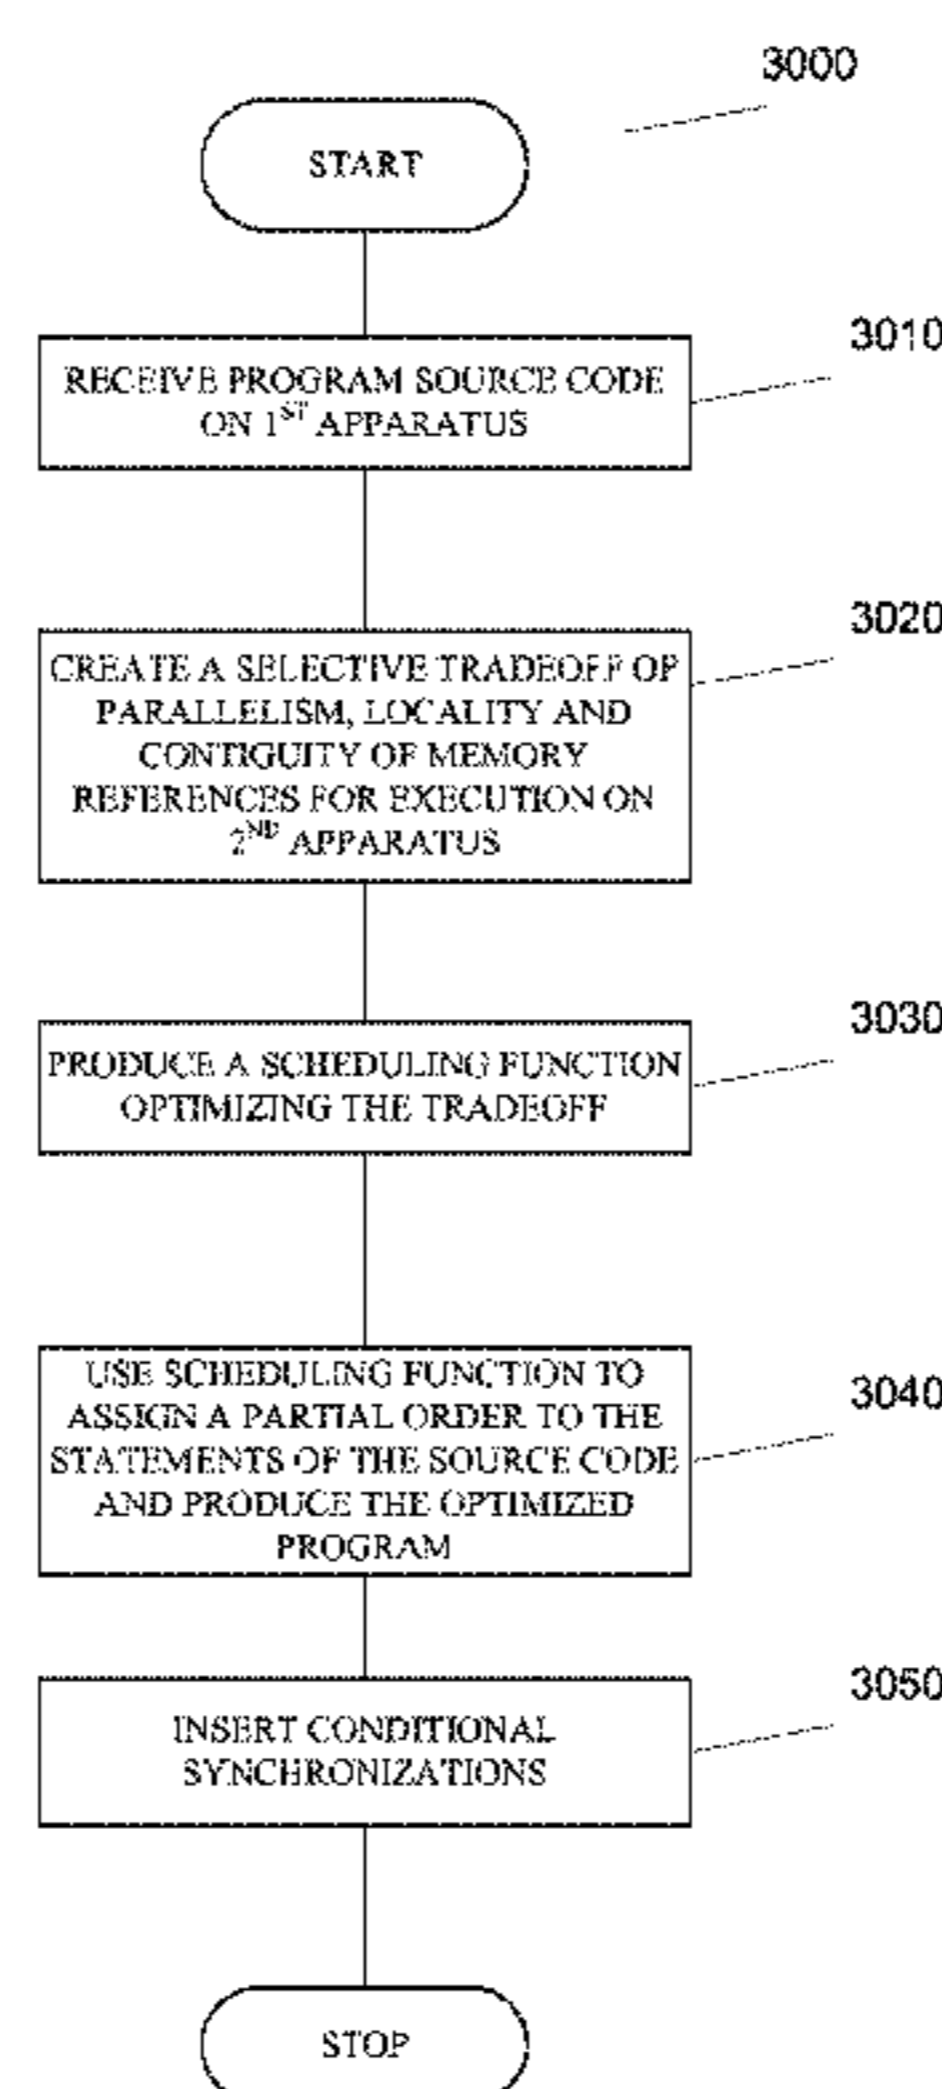 3000
START
3010
RECEIVE PROGRAM SOURCE CODE
ON 1ST APPARATUS
3020
CREATE A SELECTIVE TRADEOFF OF
PARALLELISM, LOCALITY AND
CONTIGUITY OF MEMORY
REFERENCES FOR EXECUTION ON
2ND APPARATUS
3030
PRODUCE A SCHEDULING FUNCTION
OPTIMIZING THE TRADEOFF
3040
USE SCHEDULING FUNCTION TO
ASSIGN A PARTIAL ORDER TO THE
STATEMENTS OF THE SOURCE CODE
AND PRODUCE THE OPTIMIZED
PROGRAM
3050
INSERT CONDITIONAL
SYNCHRONIZATIONS
STOP